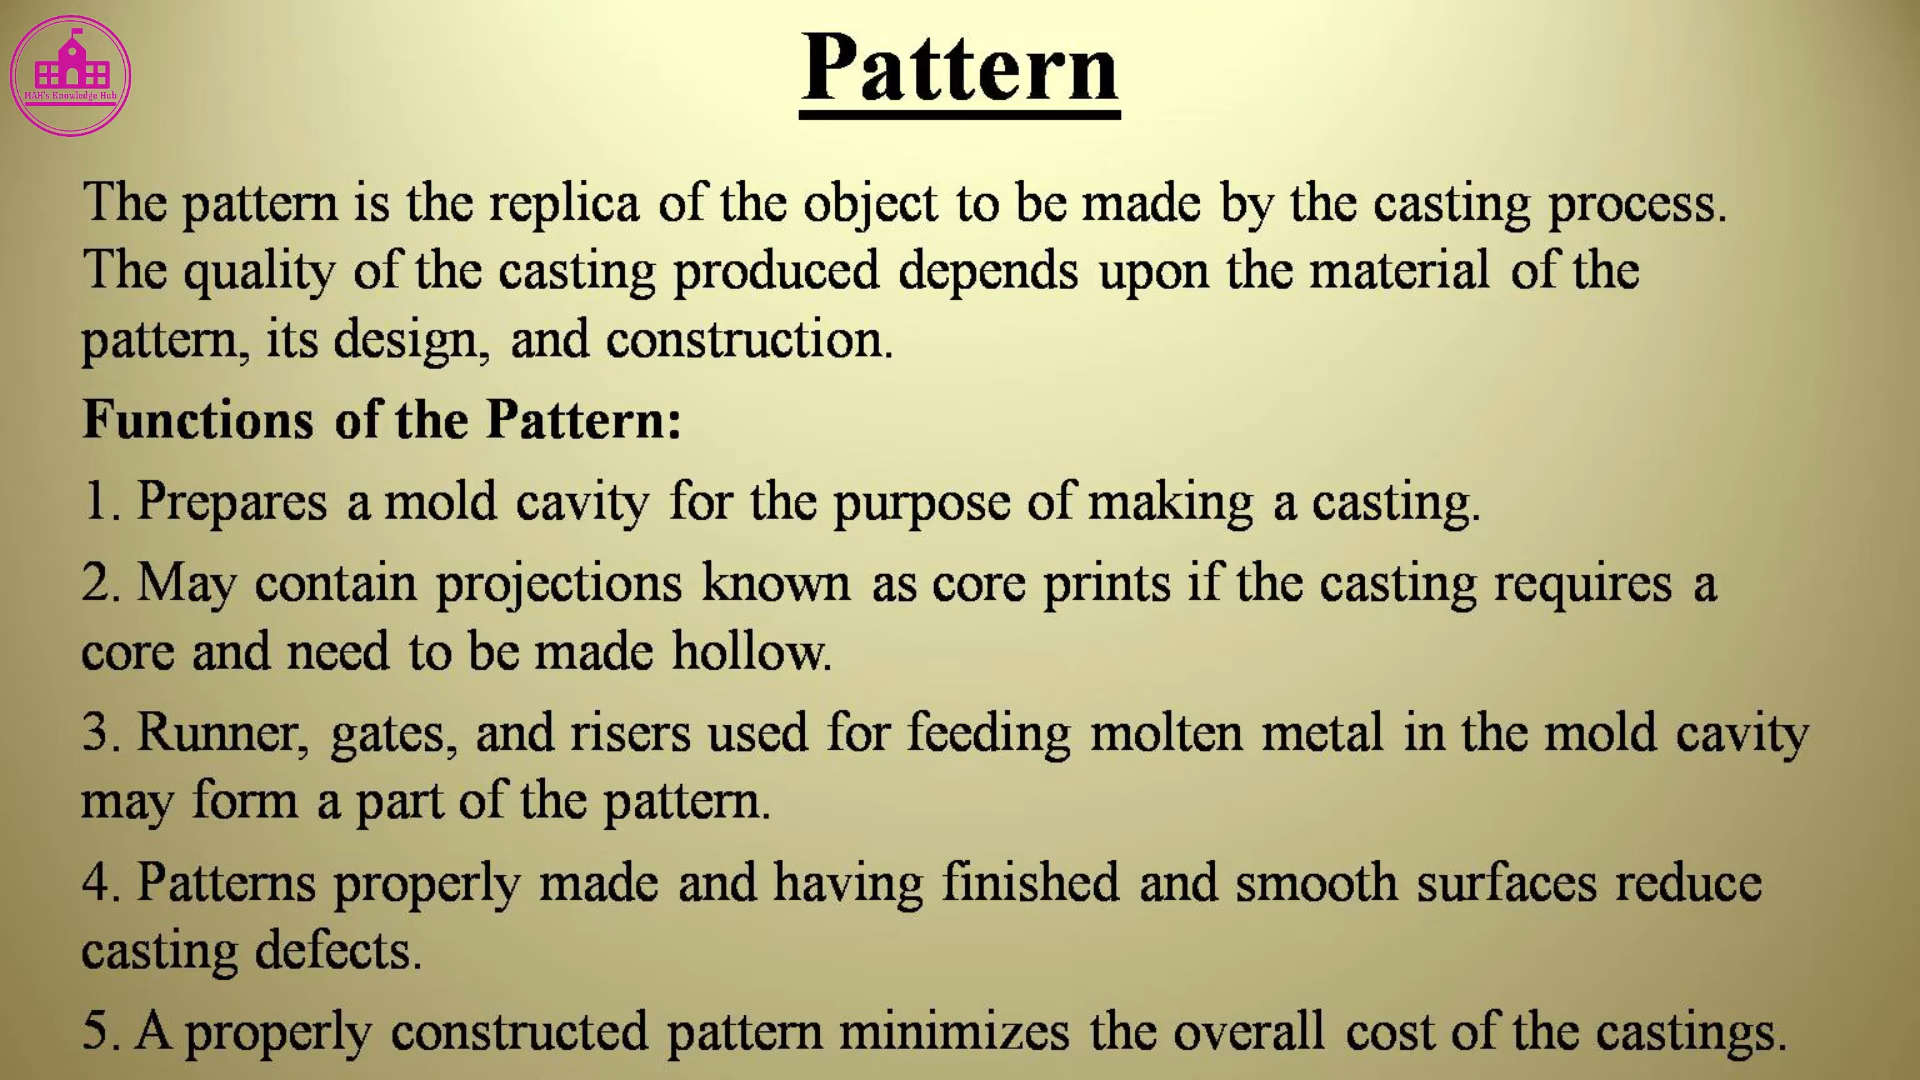 MAH's Knowledge Hub
Pattern
The pattern is the replica of the object to be made by the casting process.
The quality of the casting produced depends upon the material of the
pattern, its design, and construction.
Functions of the Pattern:
1. Prepares a mold cavity for the purpose of making a casting.
2. May contain projections known as core prints if the casting requires a
core and need to be made hollow.
3. Runner, gates, and risers used for feeding molten metal in the mold cavity
may form a part of the pattern.
4. Patterns properly made and having finished and smooth surfaces reduce
casting defects.
5. A properly constructed pattern minimizes the overall cost of the castings.